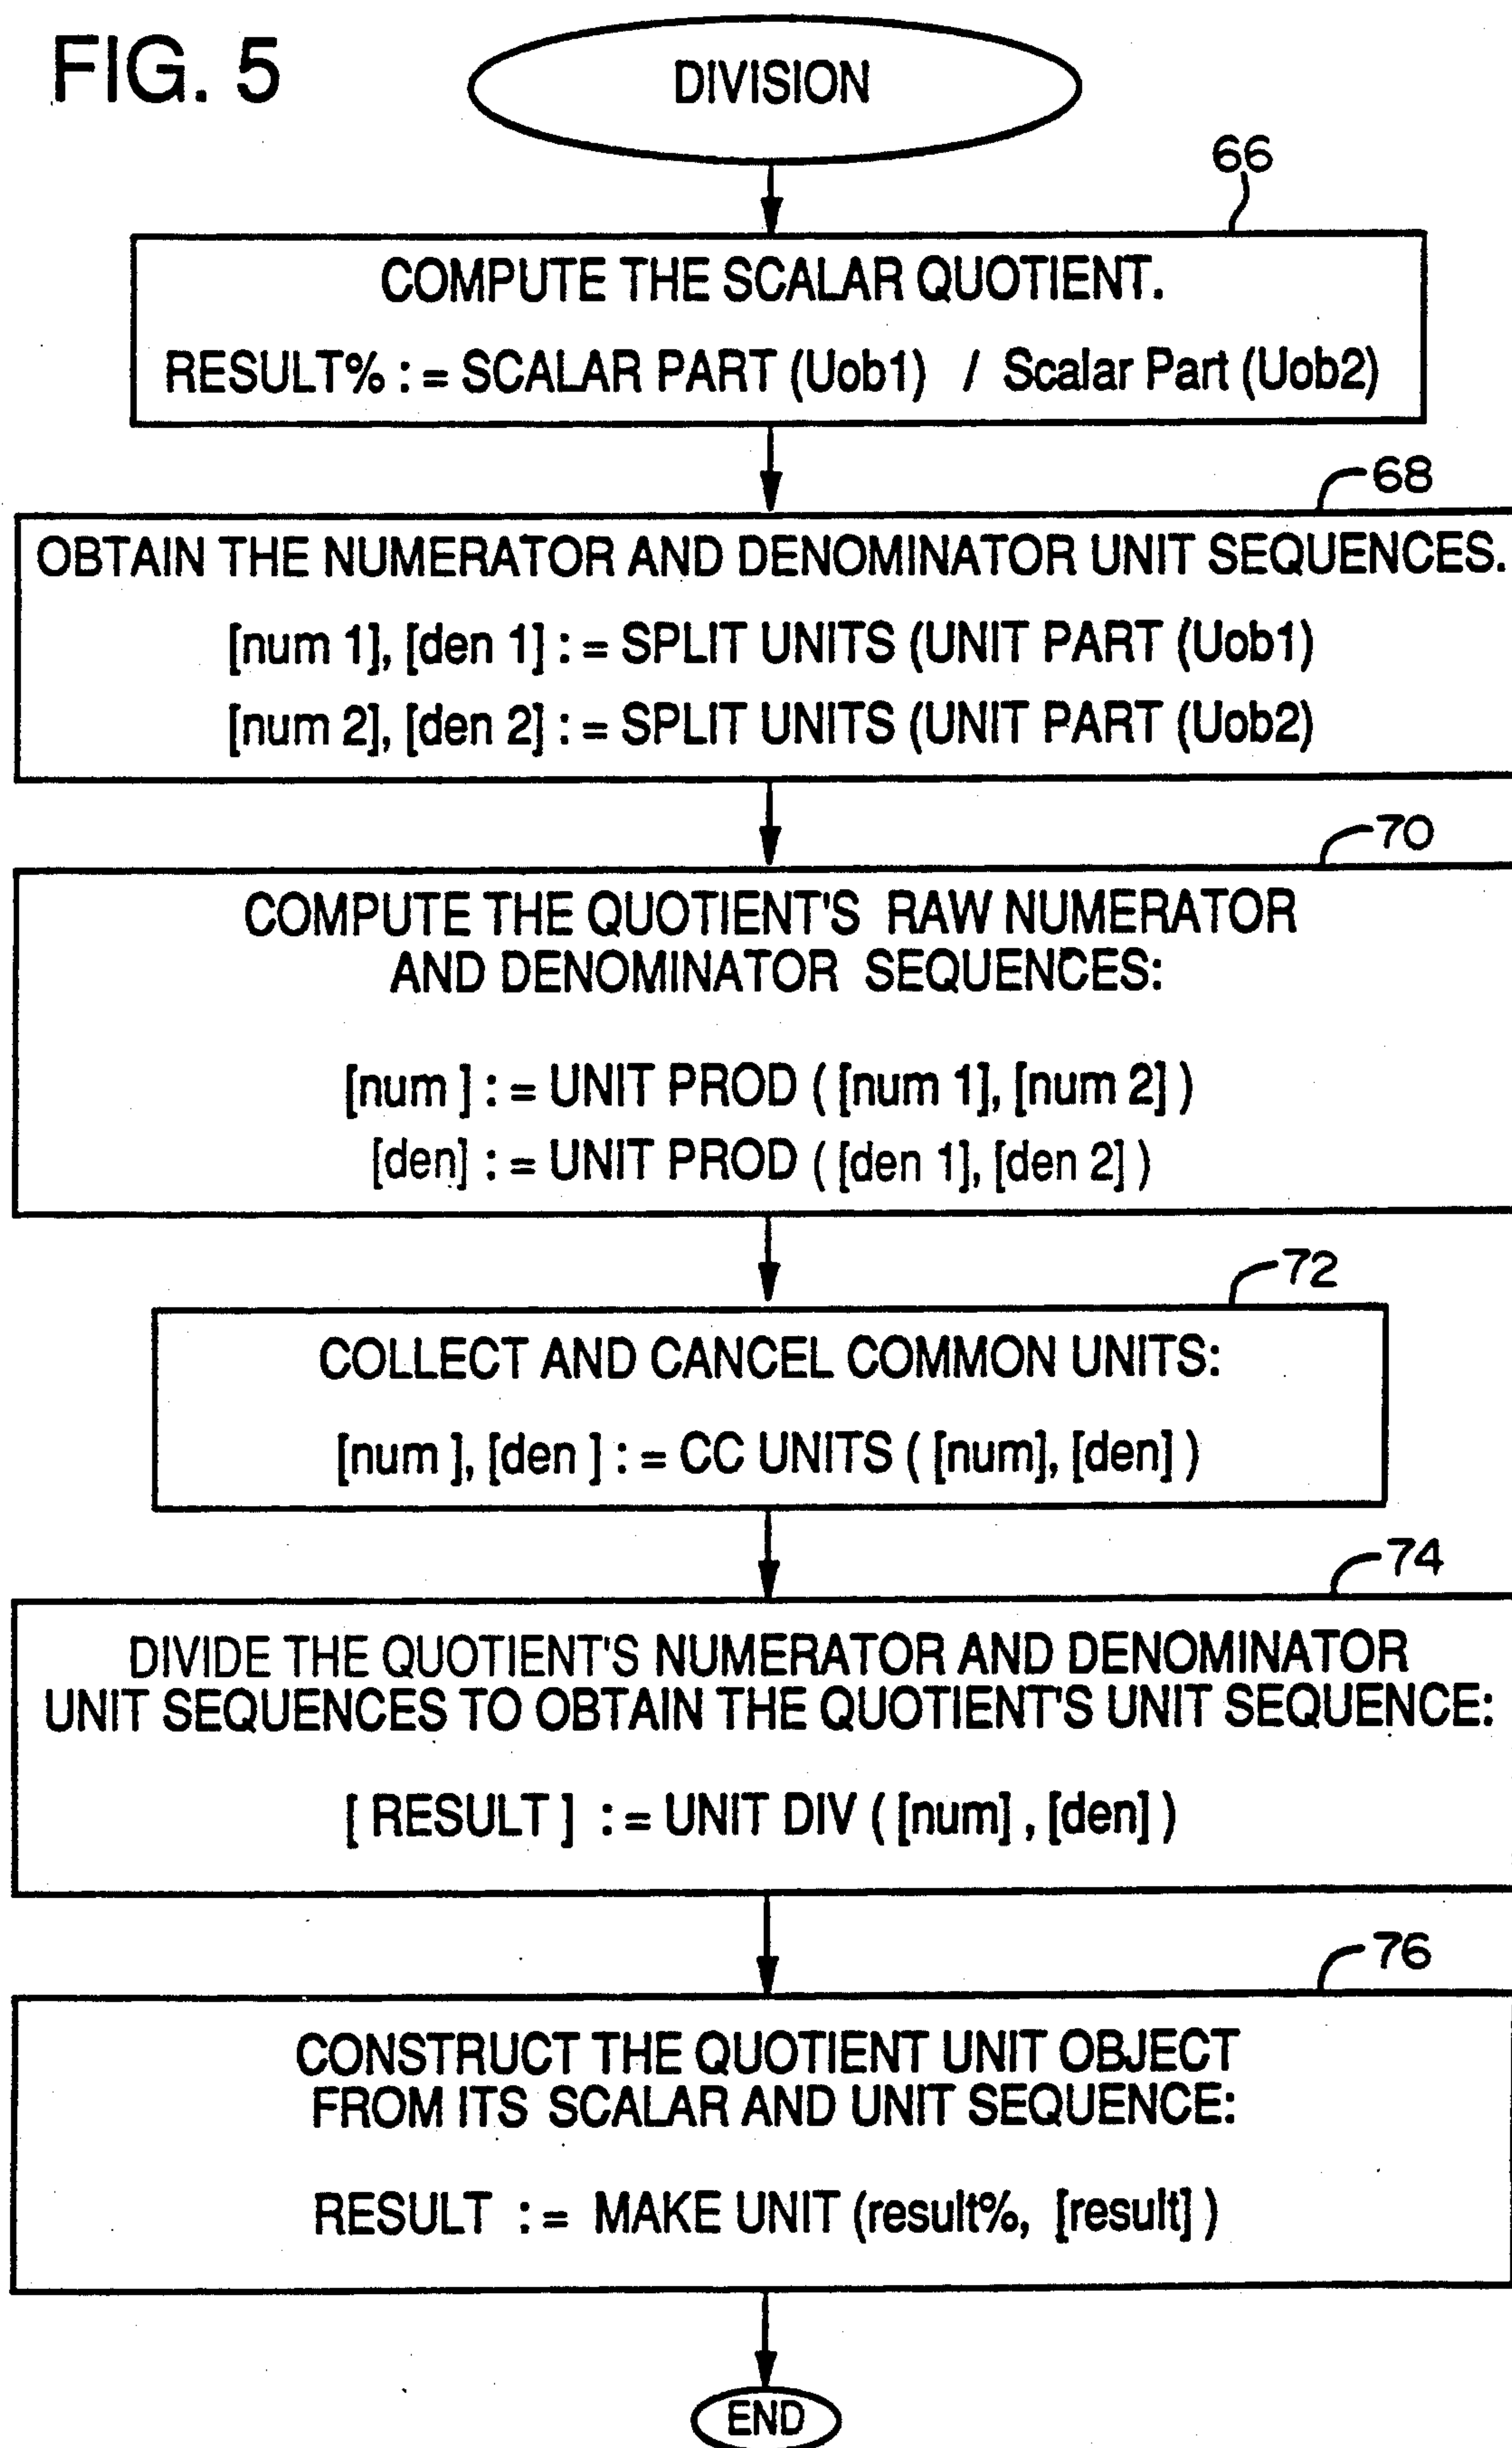 FIG. 5
DIVISION
66
COMPUTE THE SCALAR QUOTIENT.
RESULT% : = SCALAR PART (Uob1) / Scalar Part (Uob2)
68
OBTAIN THE NUMERATOR AND DENOMINATOR UNIT SEQUENCES.
[num 1], [den 1] : = SPLIT UNITS (UNIT PART (Uob1)
[num 2], [den 2] : = SPLIT UNITS (UNIT PART (Uob2)
70
COMPUTE THE QUOTIENT'S RAW NUMERATOR
AND DENOMINATOR SEQUENCES:
[num ] : = UNIT PROD ( [num 1], [num 2] )
[den] : = UNIT PROD ( [den 1], [den 2] )
72
COLLECT AND CANCEL COMMON UNITS:
[num ], [den ] : = CC UNITS ( [num], [den] )
74
DIVIDE THE QUOTIENT'S NUMERATOR AND DENOMINATOR
UNIT SEQUENCES TO OBTAIN THE QUOTIENT'S UNIT SEQUENCE:
[ RESULT ] : = UNIT DIV ( [num] , [den] )
76
CONSTRUCT THE QUOTIENT UNIT OBJECT
FROM ITS SCALAR AND UNIT SEQUENCE:
RESULT : = MAKE UNIT (result%, [result] )
END